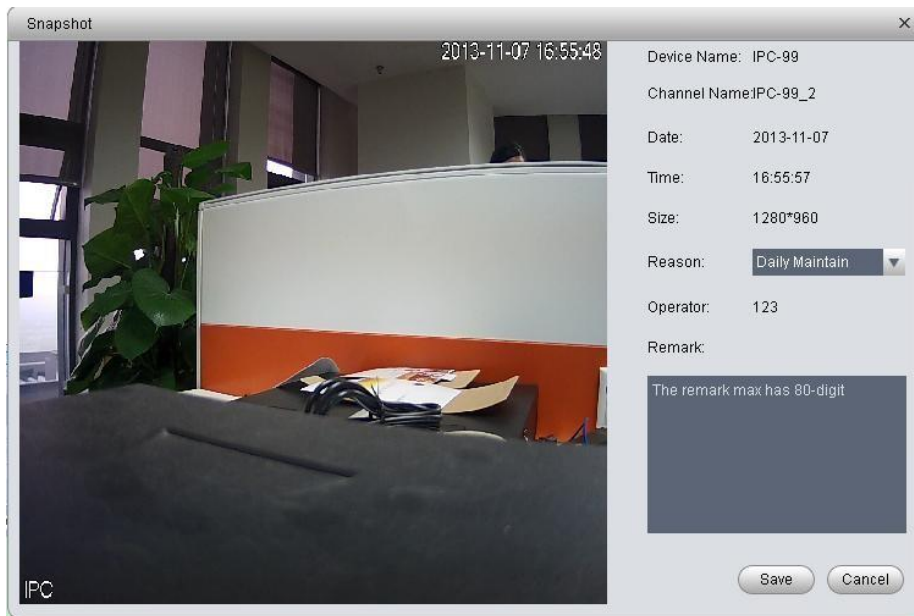 Snapshot
2013-11-07 16:55:48
IPC
Device Name: IPC-99
Channel Name:IPC-99_2
Date: 2013-11-07
Time: 16:55:57
Size: 1280*960
Reason: Daily Maintain
Operator: 123
Remark:
The remark max has 80-digit
Save Cancel